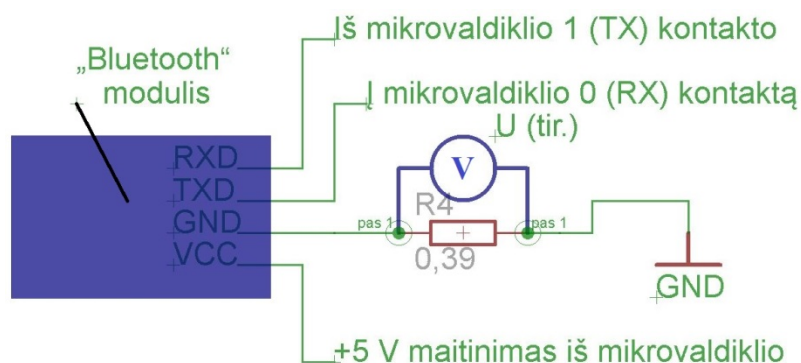 Iš mikrovaldiklio 1 (TX) kontakto
„Bluetooth“
modulis
Į mikrovaldiklio 0 (RX) kontaktą
U (tir.)
V
RXD
TXD
GND
VCC
pas 1
R4
0,39
pas 1
GND
+5 V maitinimas iš mikrovaldiklio